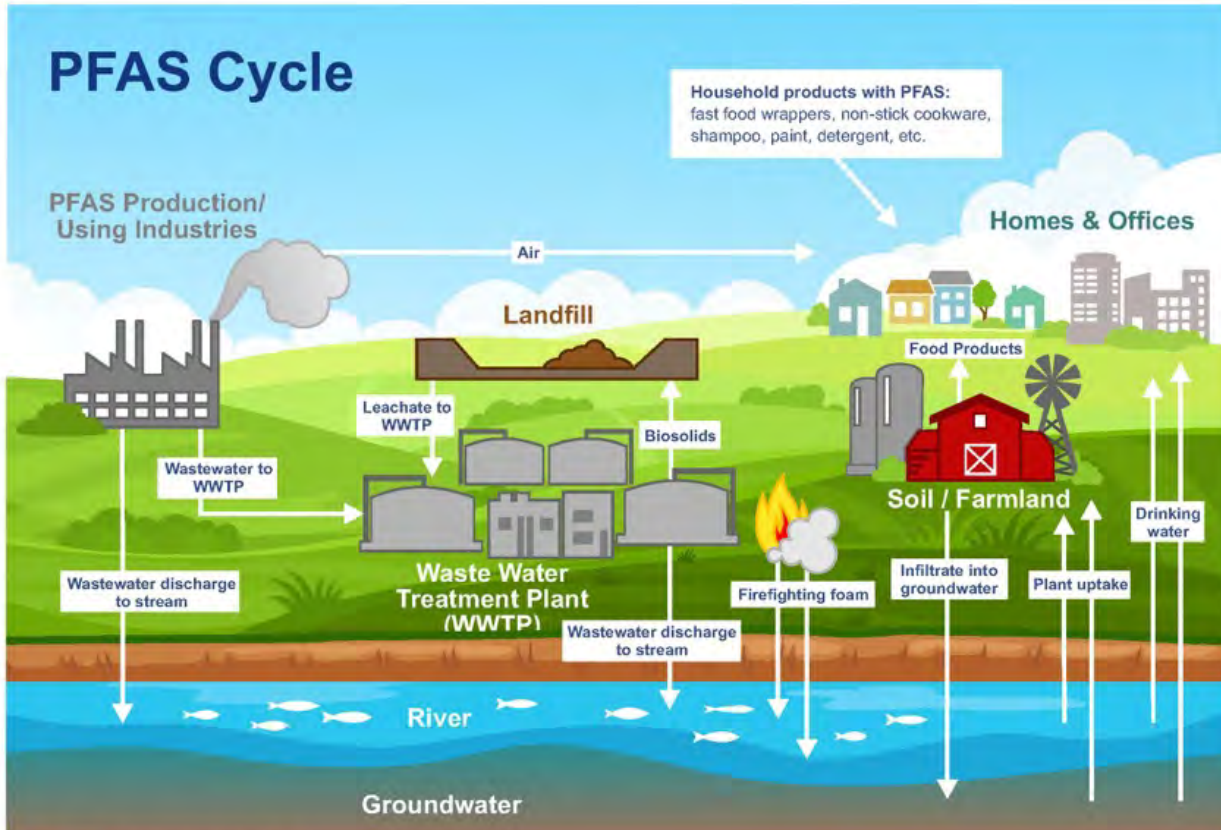 PFAS Cycle
Household products with PFAS:
fast food wrappers, non-stick cookware,
shampoo, paint, detergent, etc.
PFAS Production/
Using Industries
Homes & Offices
Air
Landfill
Food Products
Leachate to
WWTP
Biosolids
Wastewater to
WWTP
Soil / Farmland
Drinking
water
Waste Water
Treatment Plant
(WWTP)
Wastewater discharge
to stream
Firefighting foam
Infiltrate into
groundwater
Plant uptake
Wastewater discharge
to stream
River
Groundwater